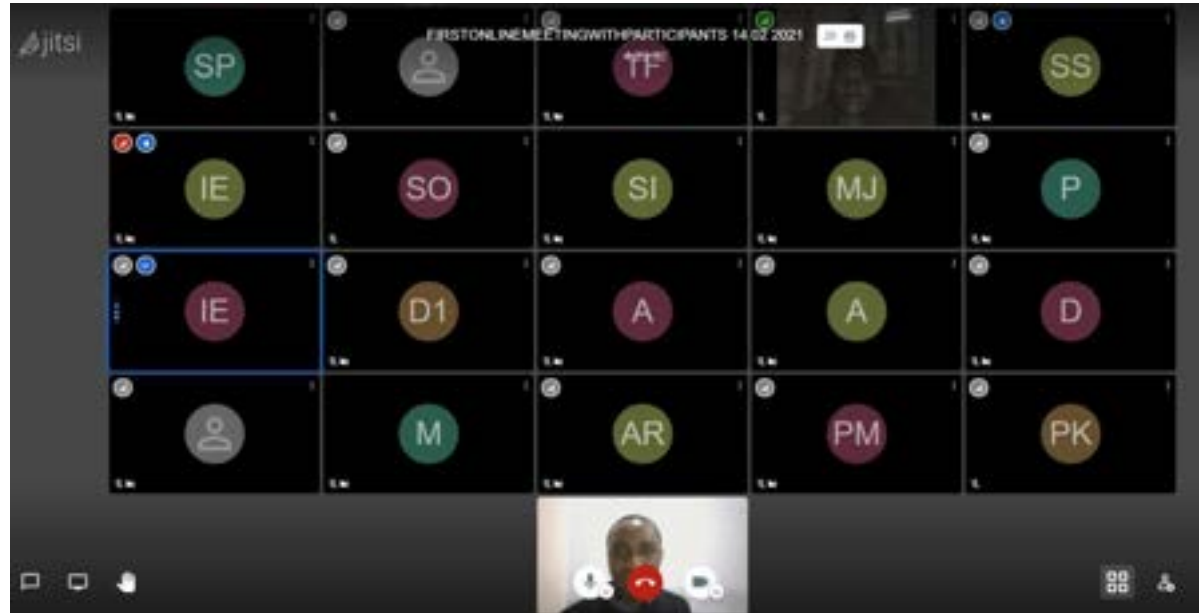 jitsi
FIRSTONLINEMEETINGWITHPARTICIPANTS 14.02.2021
SP
TF
SS
IE
SO
SI
MJ
P
IE
D1
A
A
D
M
AR
PM
PK